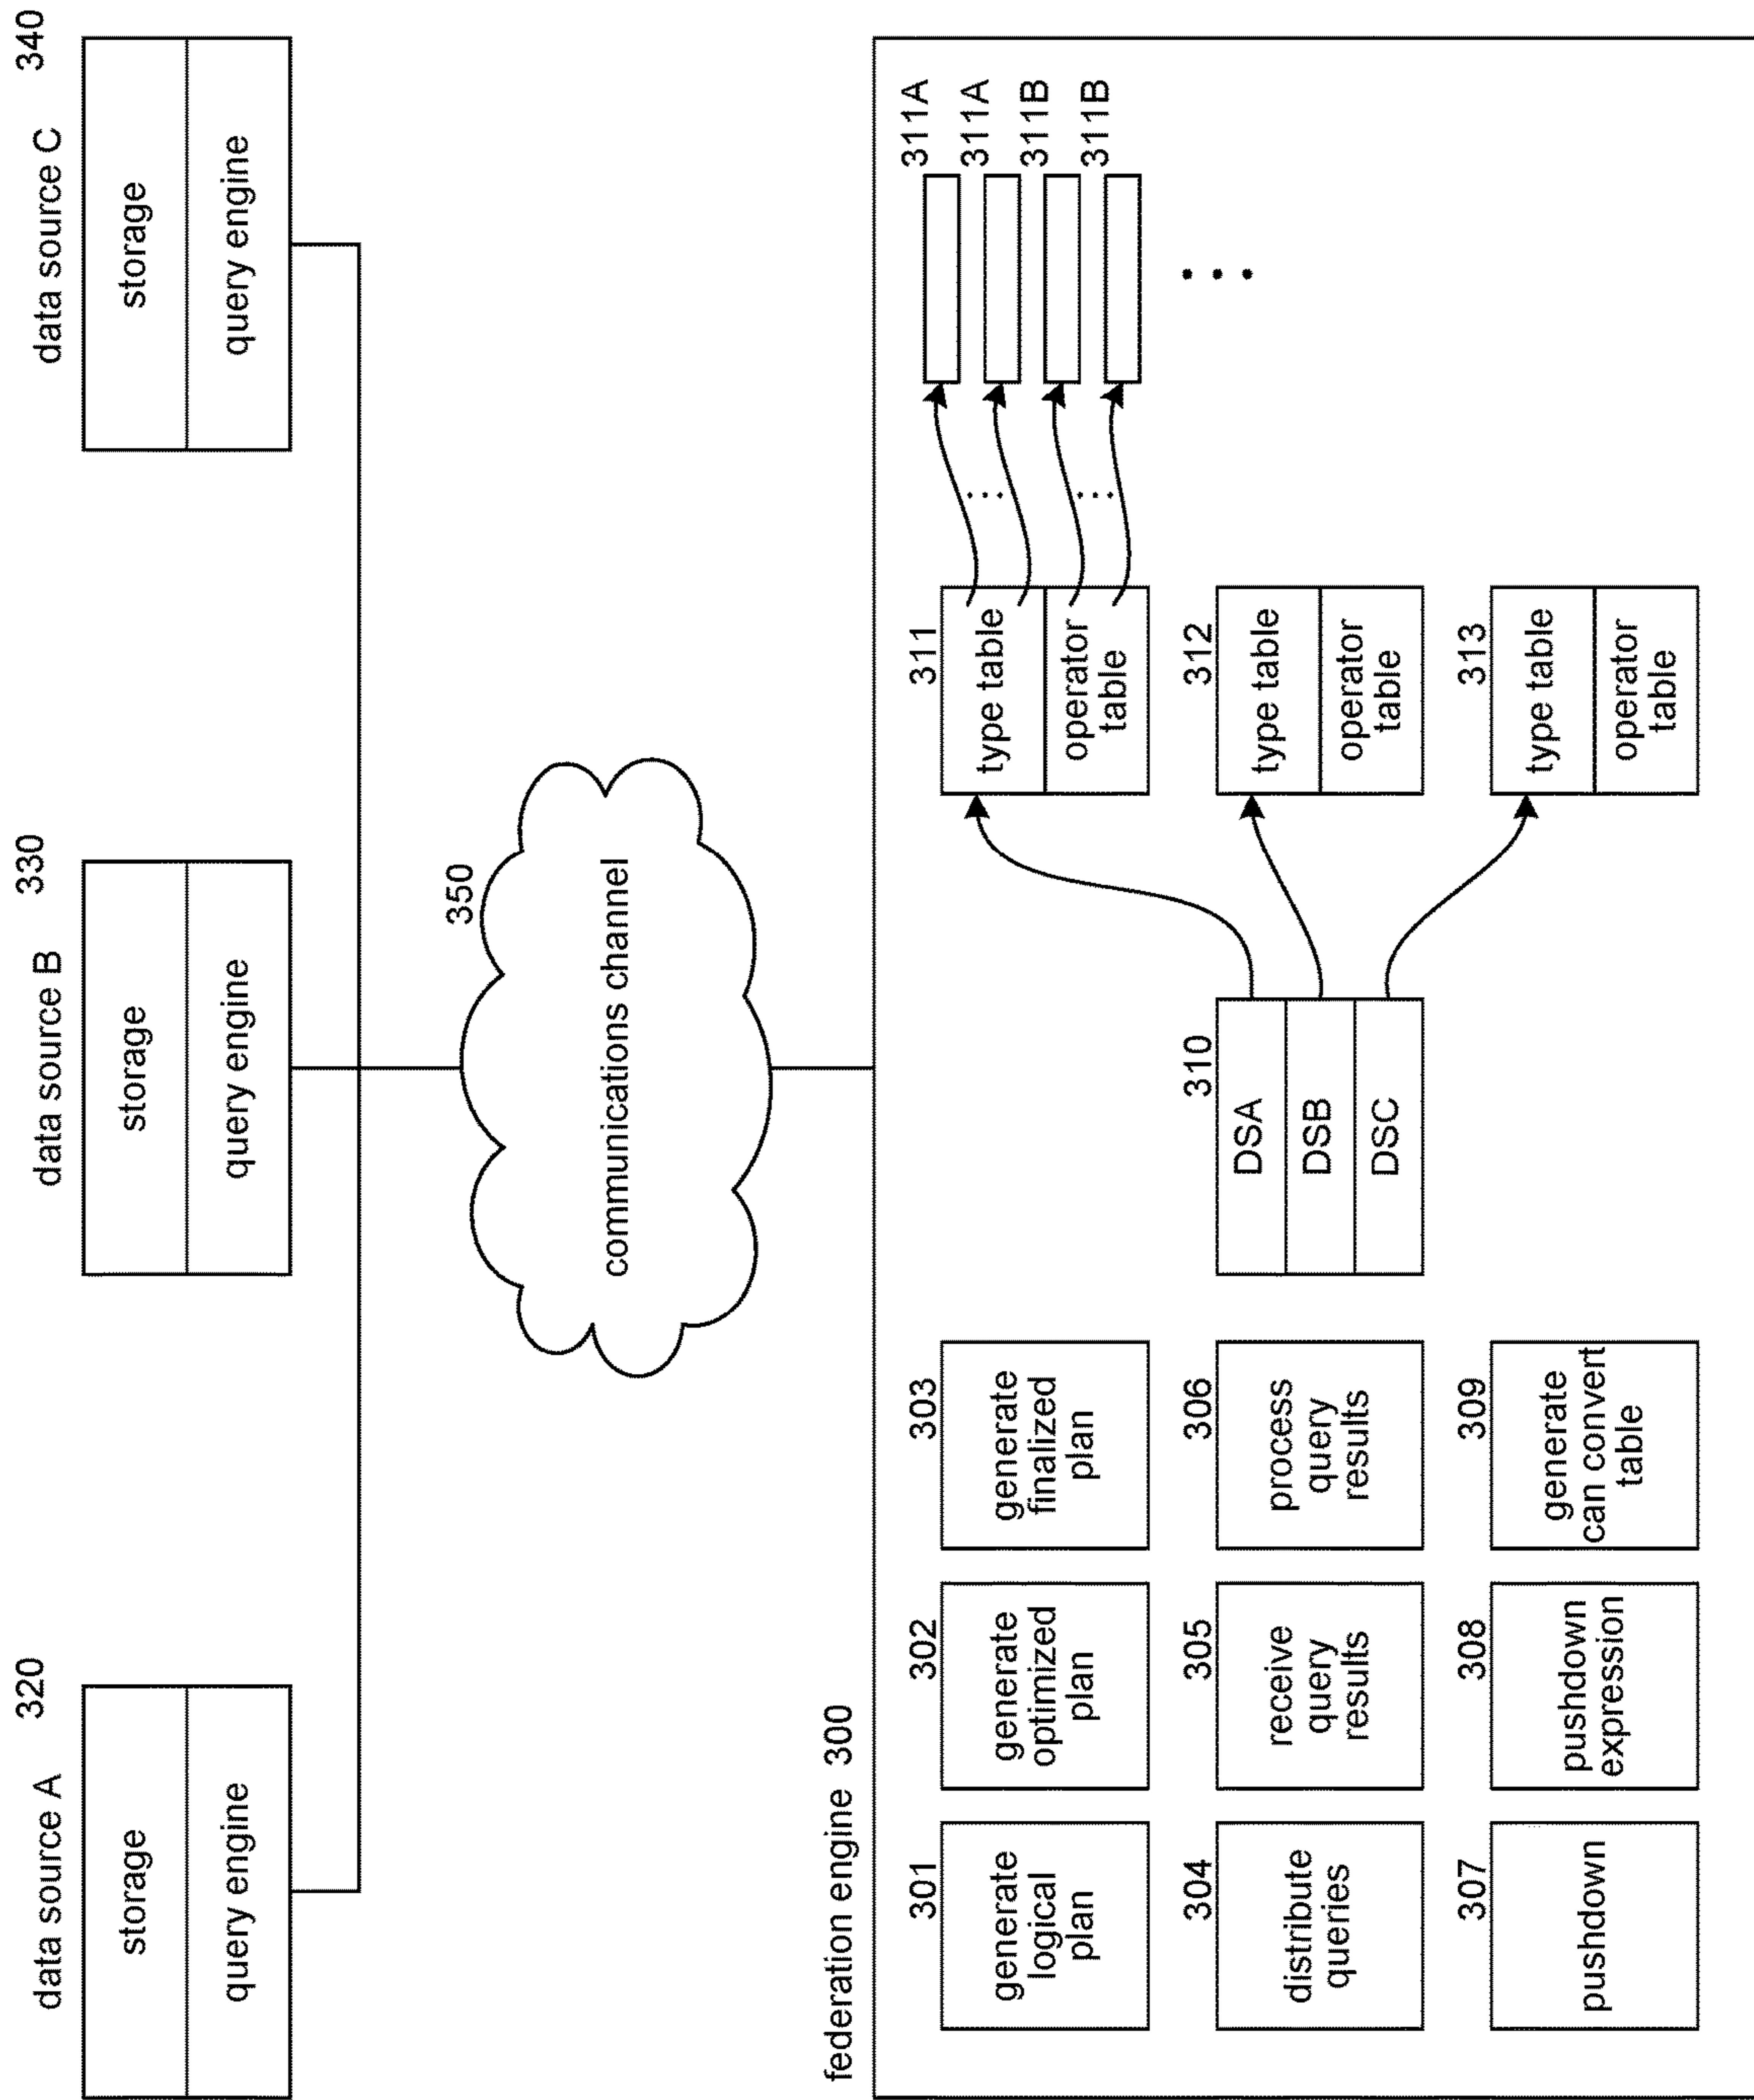 data source A 320
storage
query engine
data source B 330
storage
query engine
data source C 340
storage
query engine
350
communications channel
federation engine 300
301
generate
logical
plan
302
generate
optimized
plan
303
generate
finalized
plan
304
distribute
queries
305
receive
query
results
306
process
query
results
307
pushdown
308
pushdown
expression
309
generate
can convert
table
310
DSA
DSB
DSC
311
type table
operator
table
312
type table
operator
table
313
type table
operator
table
311A
311A
311B
311B